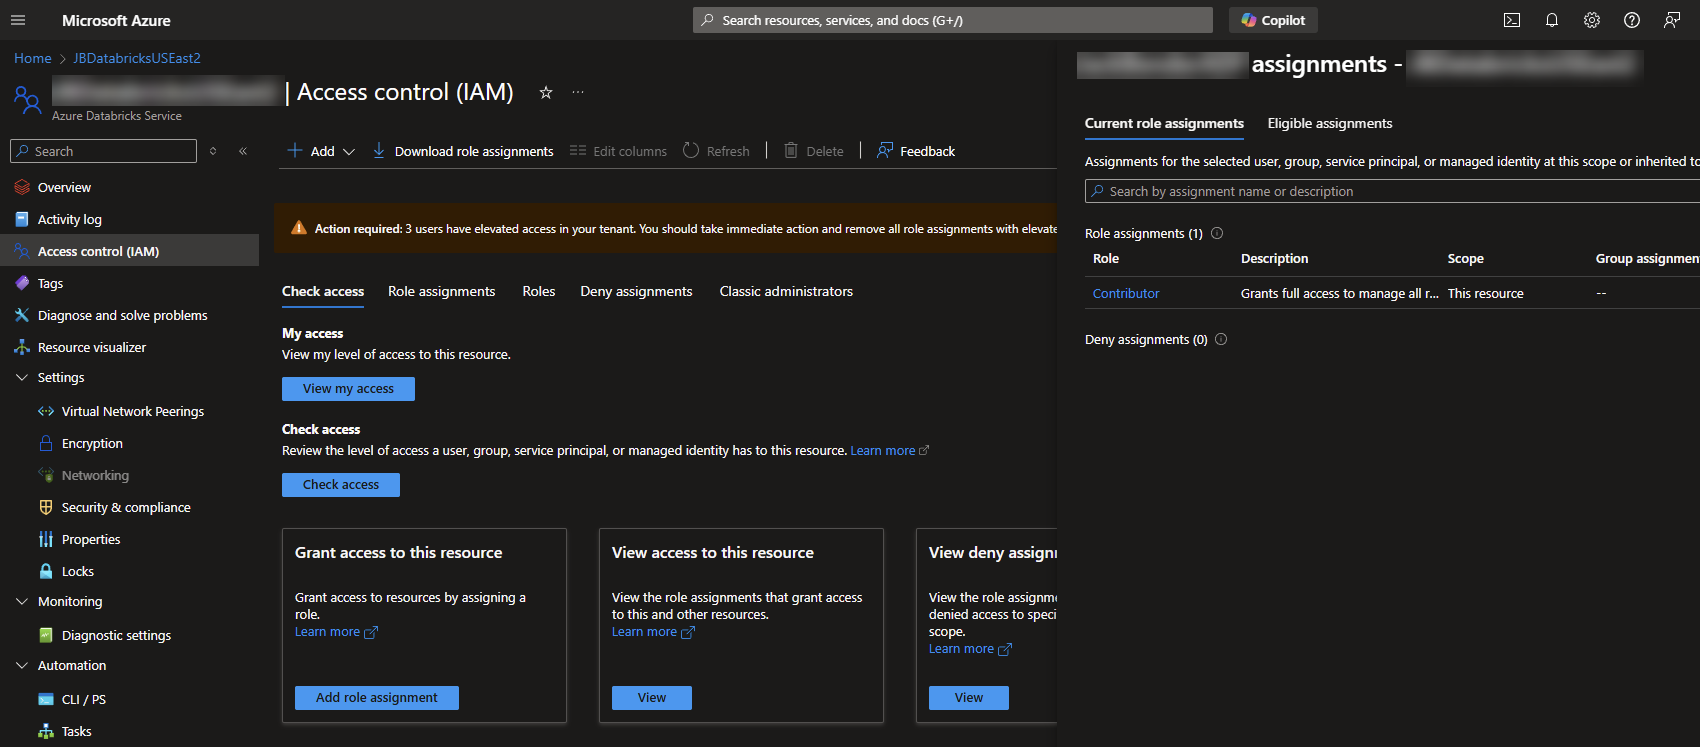 Microsoft Azure
Search resources, services, and docs (G+/)
Copilot
Home > JBDatabricksUSEast2
| Access control (IAM)
Azure Databricks Service
Search
Overview
Activity log
Access control (IAM)
Tags
Diagnose and solve problems
Resource visualizer
Settings
Virtual Network Peerings
Encryption
Networking
Security & compliance
Properties
Locks
Monitoring
Diagnostic settings
Automation
CLI / PS
Tasks
Add
Download role assignments
Edit columns
Refresh
Delete
Feedback
Action required: 3 users have elevated access in your tenant. You should take immediate action and remove all role assignments with elevate
Check access
Role assignments
Roles
Deny assignments
Classic administrators
My access
View my level of access to this resource.
View my access
Check access
Review the level of access a user, group, service principal, or managed identity has to this resource. Learn more
Check access
Grant access to this resource
Grant access to resources by assigning a
role.
Learn more
Add role assignment
View access to this resource
View the role assignments that grant access
to this and other resources.
Learn more
View
View deny assignr
View the role assignme
denied access to speci
scope.
Learn more
View
assignments -
Current role assignments
Eligible assignments
Assignments for the selected user, group, service principal, or managed identity at this scope or inherited to
Search by assignment name or description
Role assignments (1)
Role
Description
Scope
Group assignmen
Contributor
Grants full access to manage all r...
This resource
--
Deny assignments (0)